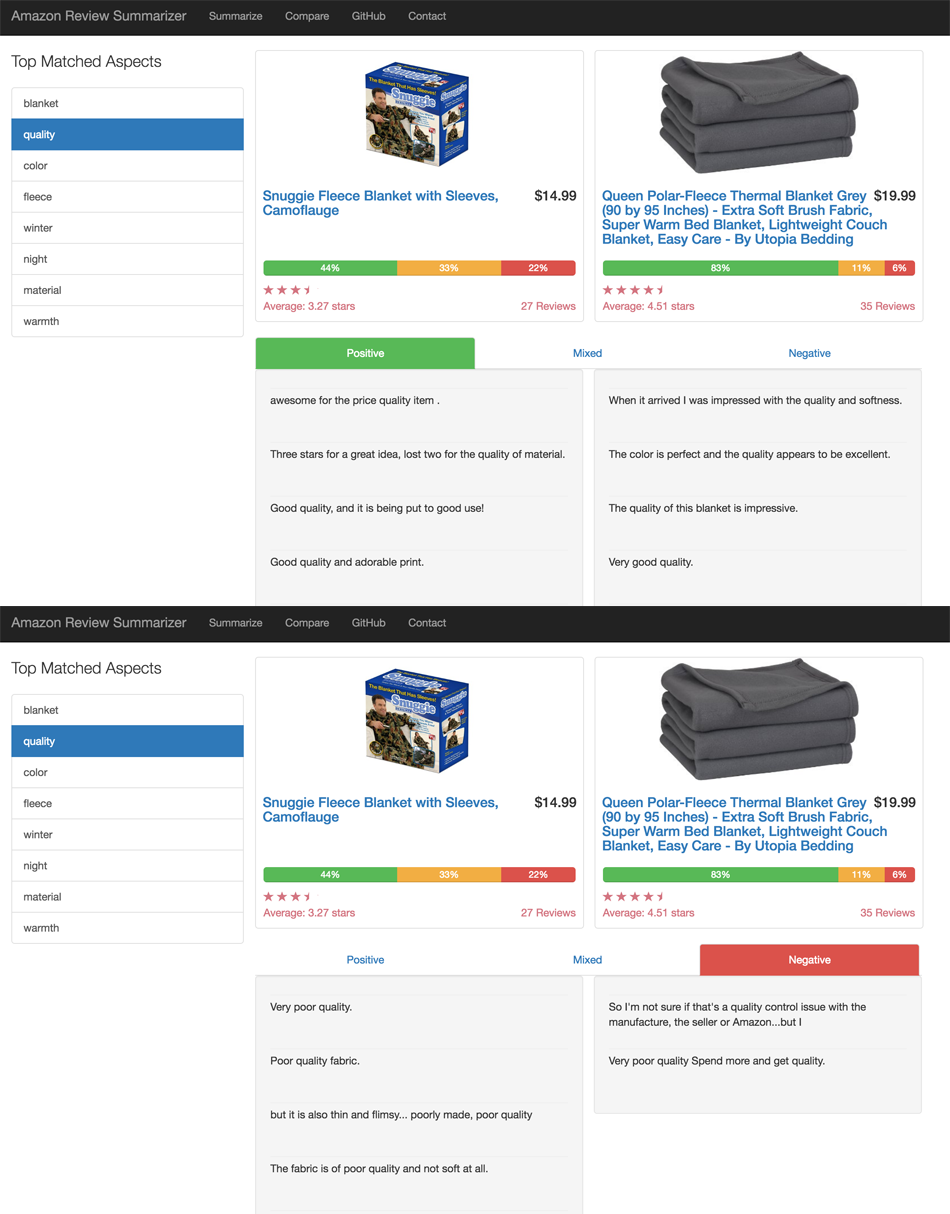 Amazon Review Summarizer Summarize Compare GitHub Contact
Top Matched Aspects
blanket
quality
color
fleece
winter
night
material
warmth
The Blanket That Has Sleeves!
Snuggie
Snuggie Fleece Blanket with Sleeves, $14.99
Camoflauge
44% 33% 22%
Average: 3.27 stars 27 Reviews
Queen Polar-Fleece Thermal Blanket Grey $19.99
(90 by 95 Inches) - Extra Soft Brush Fabric,
Super Warm Bed Blanket, Lightweight Couch
Blanket, Easy Care - By Utopia Bedding
83% 11% 6%
Average: 4.51 stars 35 Reviews
Positive Mixed Negative
awesome for the price quality item .
Three stars for a great idea, lost two for the quality of material.
Good quality, and it is being put to good use!
Good quality and adorable print.
When it arrived I was impressed with the quality and softness.
The color is perfect and the quality appears to be excellent.
The quality of this blanket is impressive.
Very good quality.
Amazon Review Summarizer Summarize Compare GitHub Contact
Top Matched Aspects
blanket
quality
color
fleece
winter
night
material
warmth
The Blanket That Has Sleeves!
Snuggie
Snuggie Fleece Blanket with Sleeves, $14.99
Camoflauge
44% 33% 22%
Average: 3.27 stars 27 Reviews
Queen Polar-Fleece Thermal Blanket Grey $19.99
(90 by 95 Inches) - Extra Soft Brush Fabric,
Super Warm Bed Blanket, Lightweight Couch
Blanket, Easy Care - By Utopia Bedding
83% 11% 6%
Average: 4.51 stars 35 Reviews
Positive Mixed Negative
Very poor quality.
Poor quality fabric.
but it is also thin and flimsy... poorly made, poor quality
The fabric is of poor quality and not soft at all.
So I'm not sure if that's a quality control issue with the
manufacture, the seller or Amazon...but I
Very poor quality Spend more and get quality.